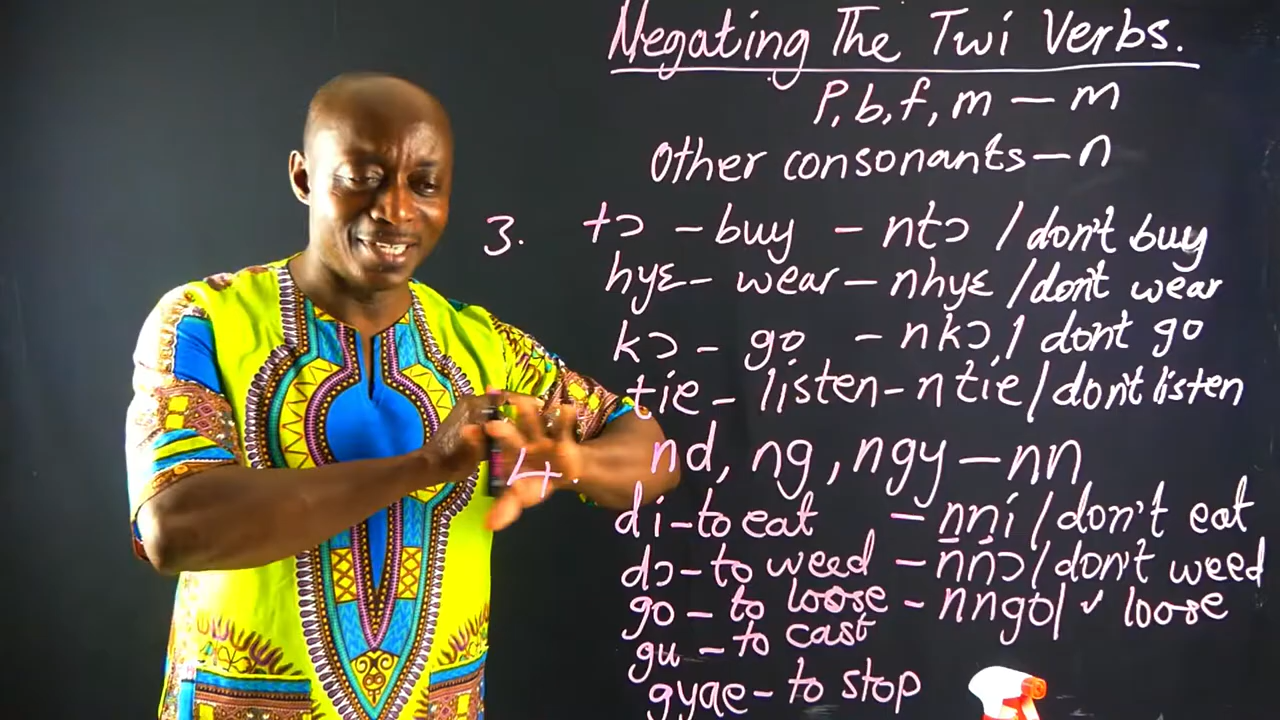 Negating The Twi Verbs.
P, b, f, m — m
Other consonants — n
3. tɔ - buy - ntɔ / don't buy
hyɛ - wear - nhyɛ / don't wear
kɔ - go - nkɔ, / don't go
tie - listen - ntie / don't listen
4. nd, ng, ngy - nn
di - to eat - nni / don't eat
dɔ - to weed - nnɔ / don't weed
go - to loose - nngo / ✓ loose
gu - to cast
gyae - to stop